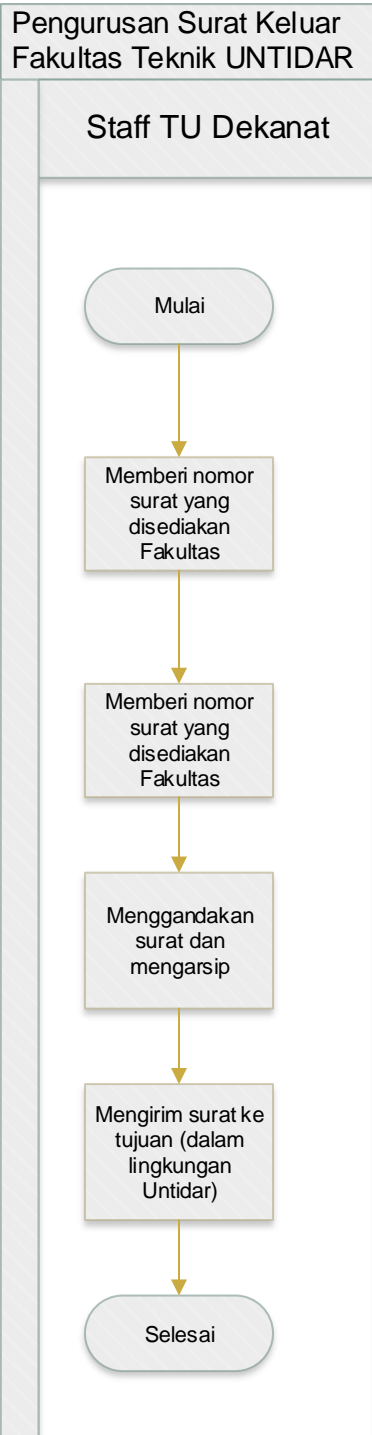 Pengurusan Surat Keluar
Fakultas Teknik UNTIDAR
Staff TU Dekanat
Mulai
Memberi nomor
surat yang
disediakan
Fakultas
Memberi nomor
surat yang
disediakan
Fakultas
Menggandakan
surat dan
mengarsip
Mengirim surat ke
tujuan (dalam
lingkungan
Untidar)
Selesai